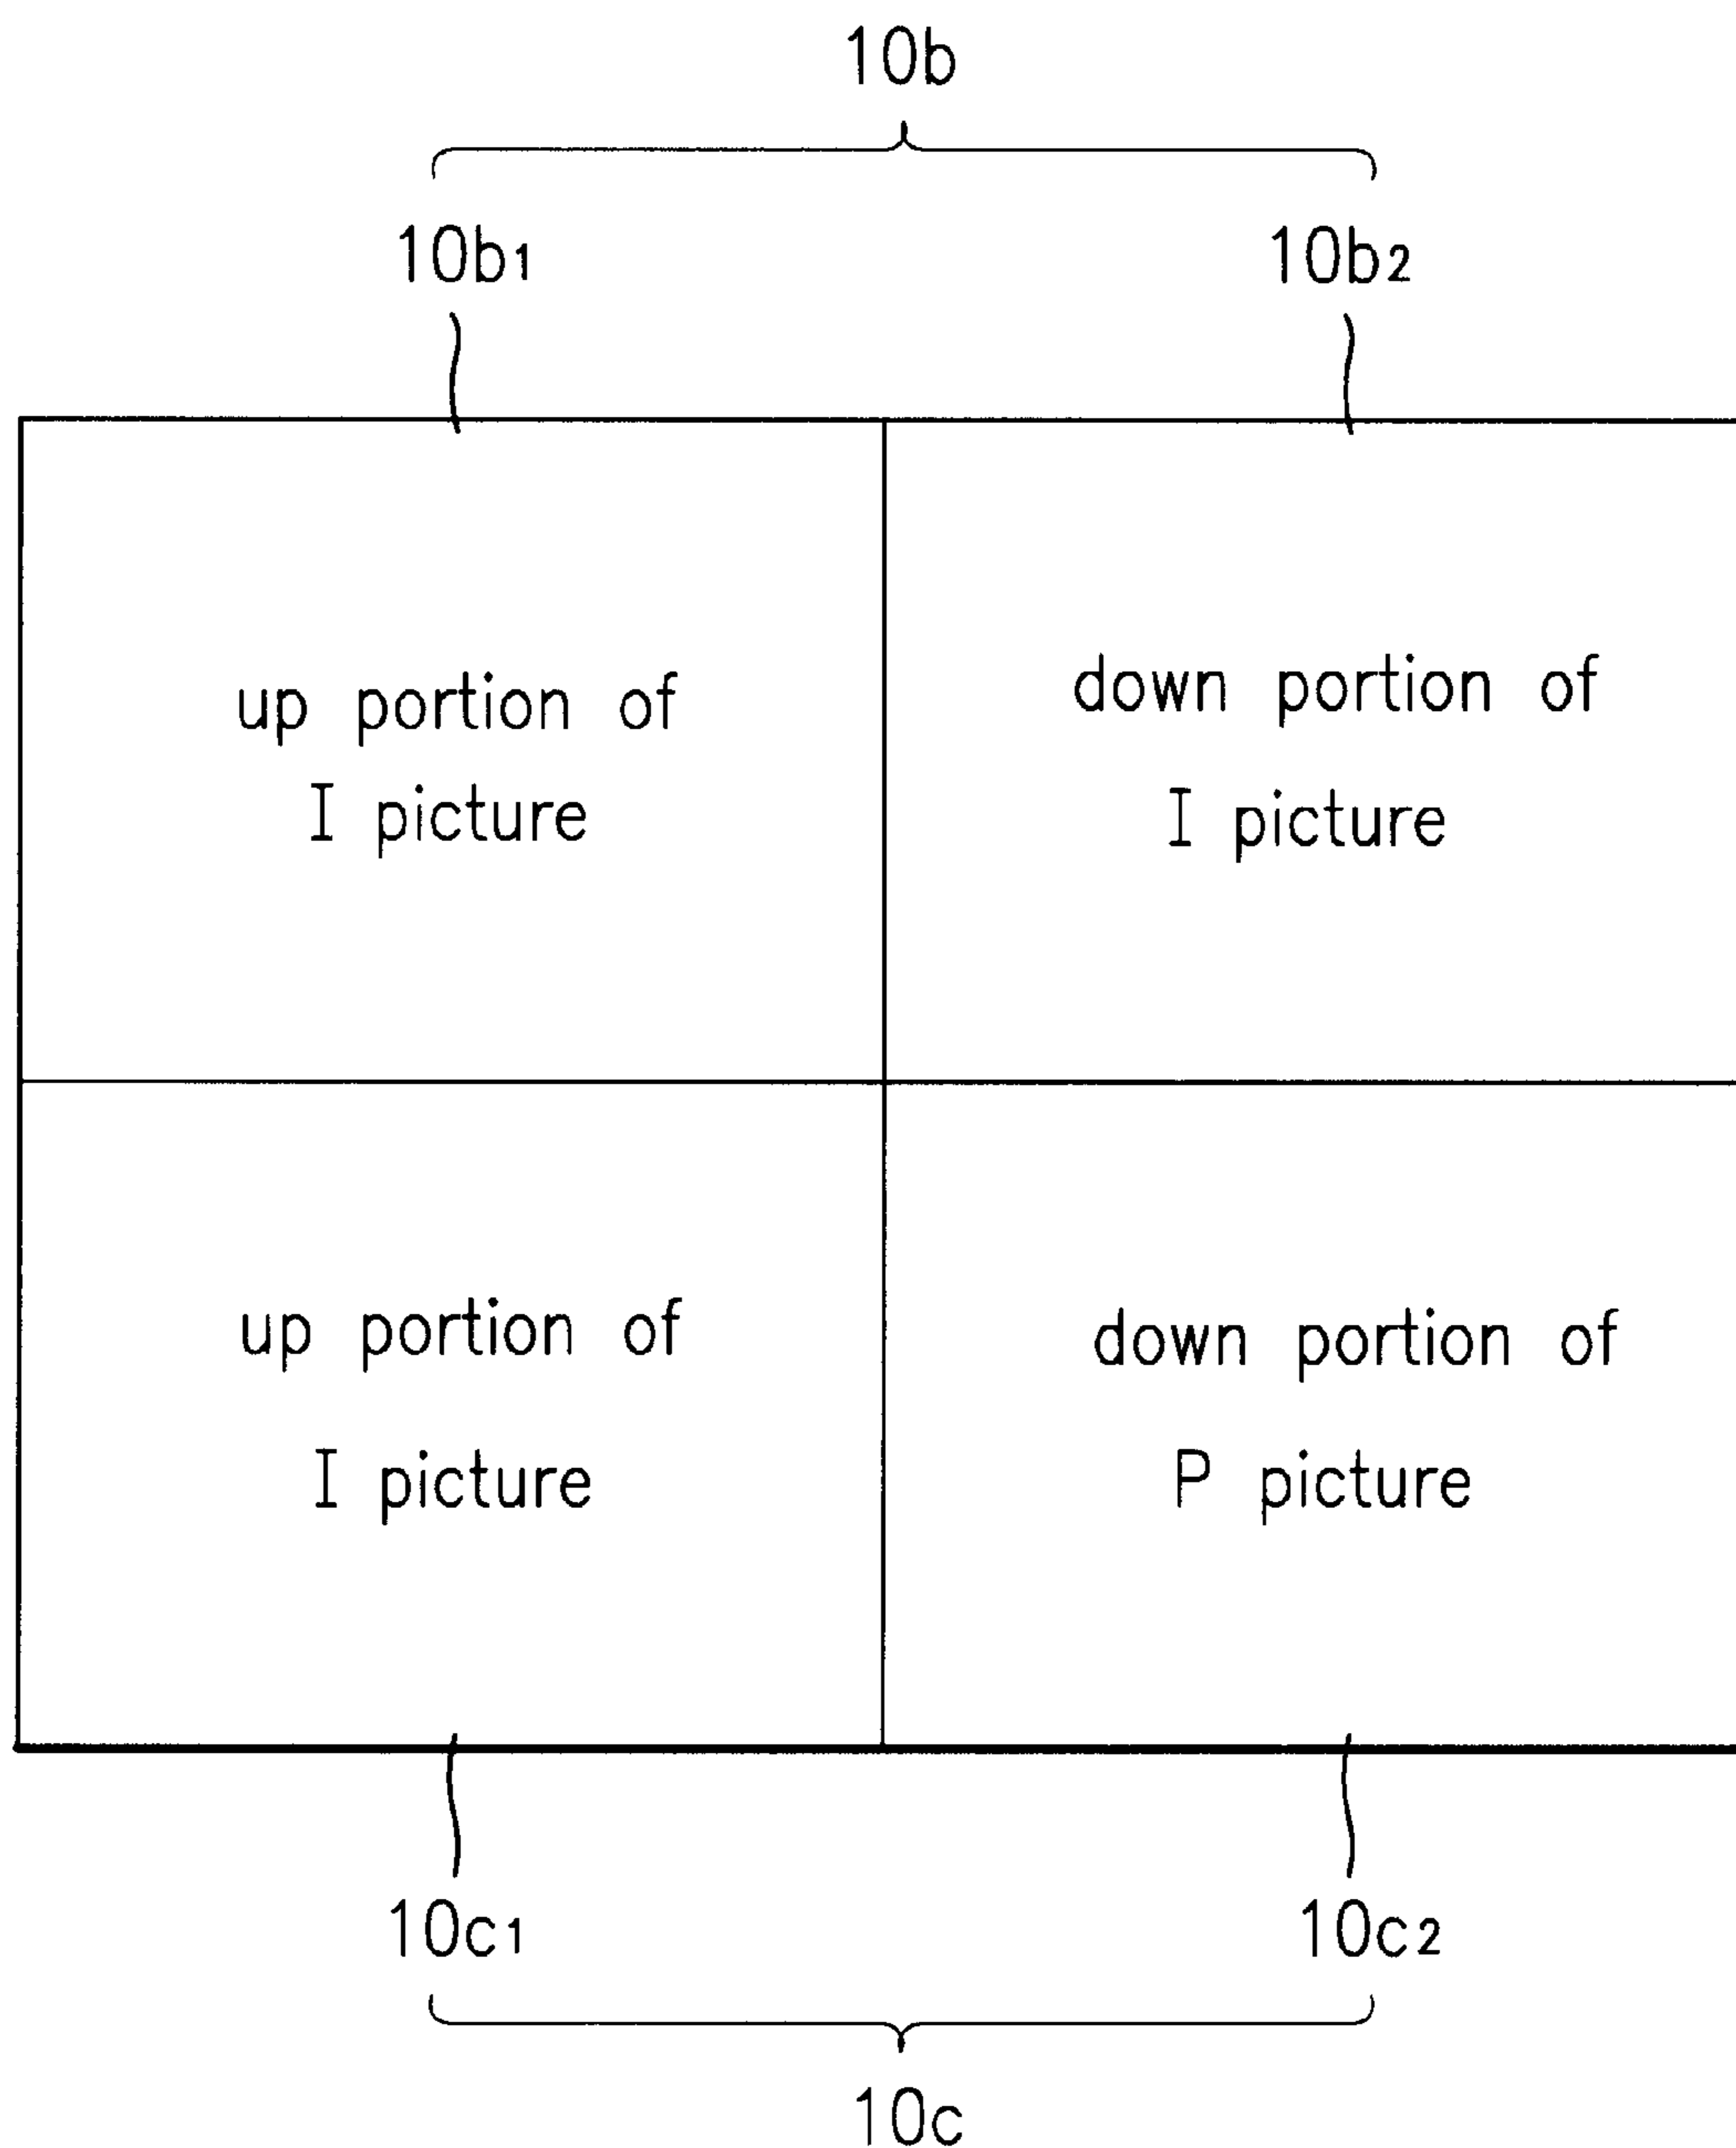 10b
10b1 10b2
up portion of
I picture
down portion of
I picture
up portion of
I picture
down portion of
P picture
10c1 10c2
10c